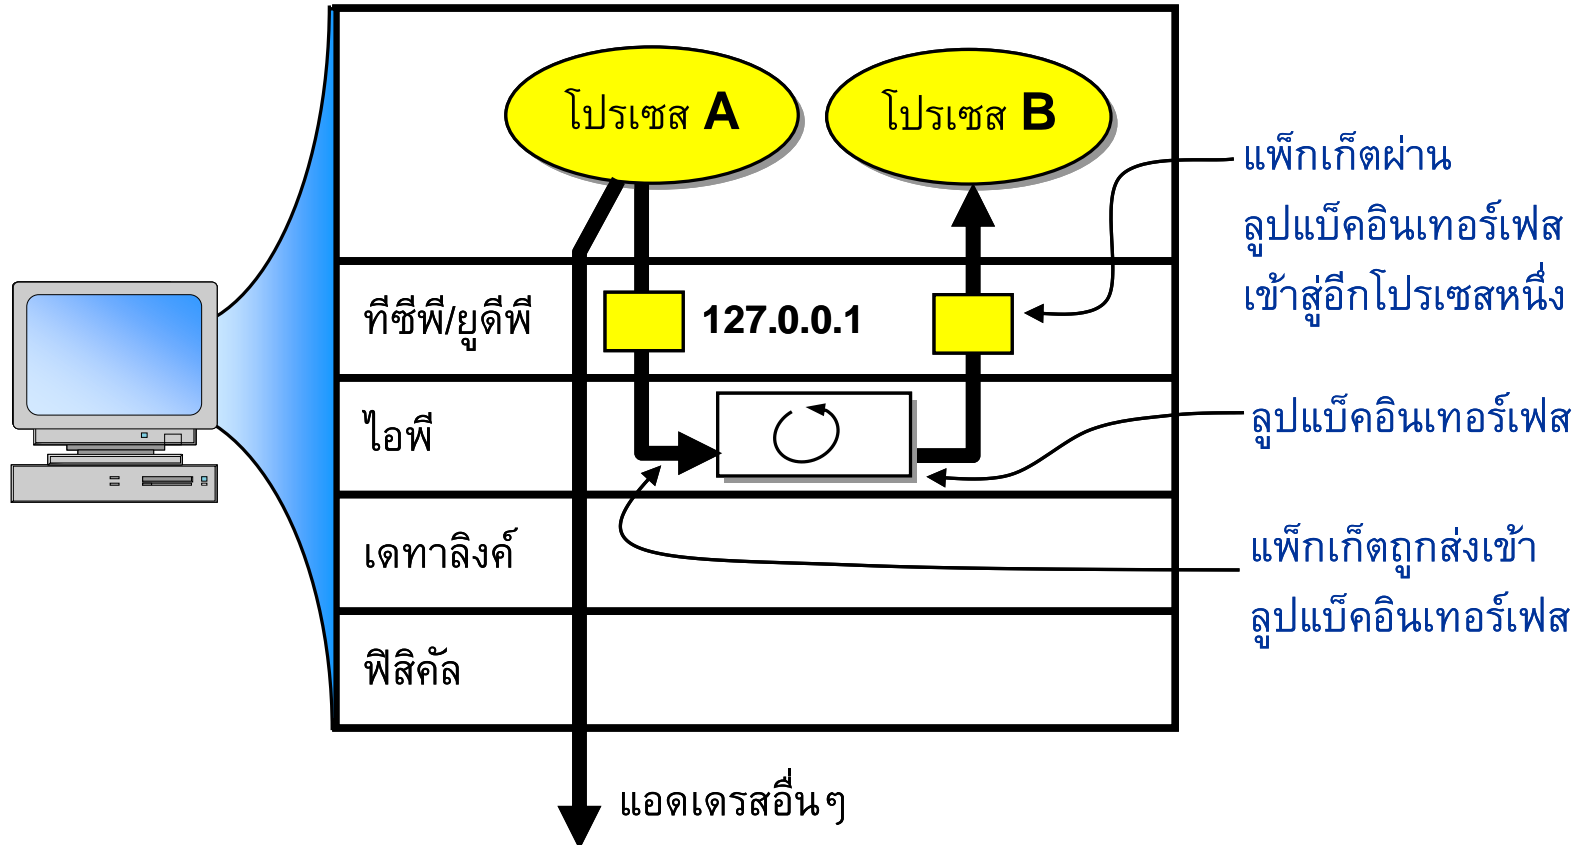 โปรเซส A
โปรเซส B
แพ็กเก็ตผ่าน
ลูปแบ็คอินเทอร์เฟส
เข้าสู่อีกโปรเซสหนึ่ง
ทีซีพี/ยูดีพี
127.0.0.1
ไอพี
ลูปแบ็คอินเทอร์เฟส
เดทาลิงค์
แพ็กเก็ตถูกส่งเข้า
ลูปแบ็คอินเทอร์เฟส
ฟิสิคัล
แอดเดรสอื่นๆ